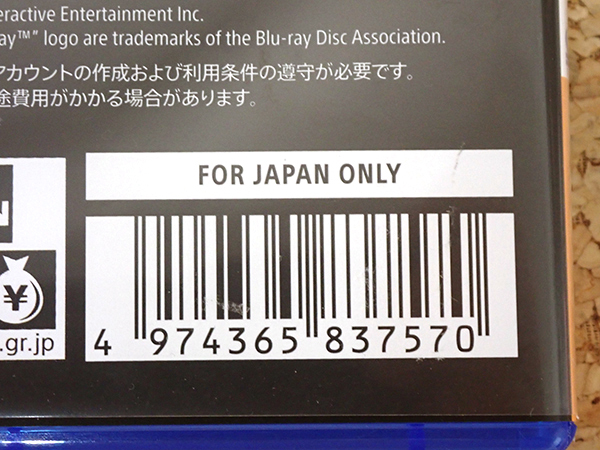 Interactive Entertainment Inc.
ray™” logo are trademarks of the Blu-ray Disc Association.
アカウントの作成および利用条件の遵守が必要です。
途費用がかかる場合があります。
FOR JAPAN ONLY
N
¥
.gr.jp
4 974365 837570